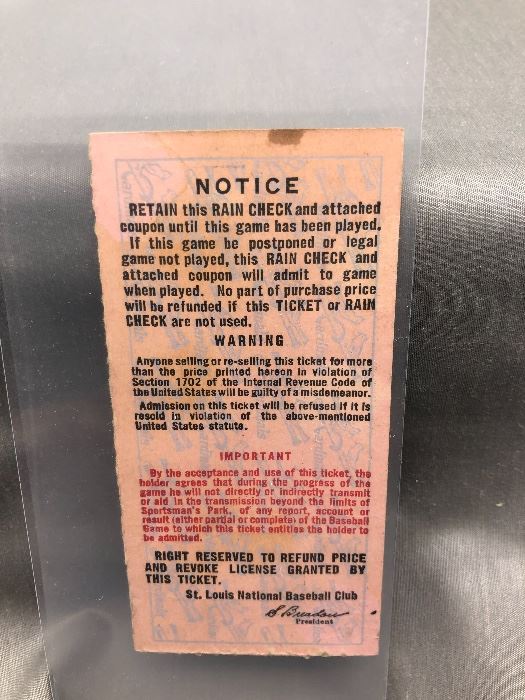 NOTICE
RETAIN this RAIN CHECK and attached
coupon until this game has been played.
If this game be postponed or legal
game not played, this RAIN CHECK and
attached coupon will admit to game
when played. No part of purchase price
will be refunded if this TICKET or RAIN
CHECK are not used.
WARNING
Anyone selling or re-selling this ticket for more
than the price printed hereon in violation of
Section 1702 of the Internal Revenue Code of
the United States will be guilty of a misdemeanor.
Admission on this ticket will be refused if it is
resold in violation of the above-mentioned
United States statute.
IMPORTANT
By the acceptance and use of this ticket, the
holder agrees that during the progress of the
game he will not directly or indirectly transmit
or aid in the transmission beyond the limits of
Sportsman's Park, of any report, account or
result (either partial or complete) of the Baseball
Game to which this ticket entitles the holder to
be admitted.
RIGHT RESERVED TO REFUND PRICE
AND REVOKE LICENSE GRANTED BY
THIS TICKET.
St. Louis National Baseball Club
S Breadon
President